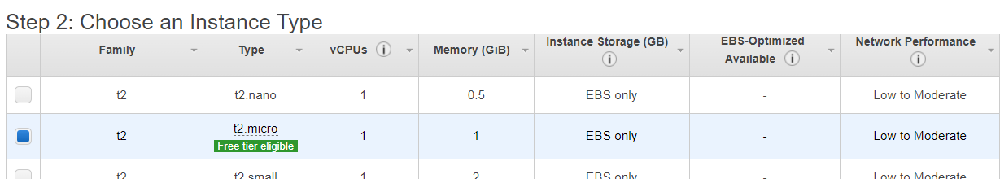 Step 2: Choose an Instance Type
Family Type vCPUs Memory (GiB) Instance Storage (GB) EBS-Optimized Available Network Performance
t2 t2.nano 1 0.5 EBS only - Low to Moderate
t2 t2.micro Free tier eligible 1 1 EBS only - Low to Moderate
t2 t2.small 1 2 EBS only - Low to Moderate